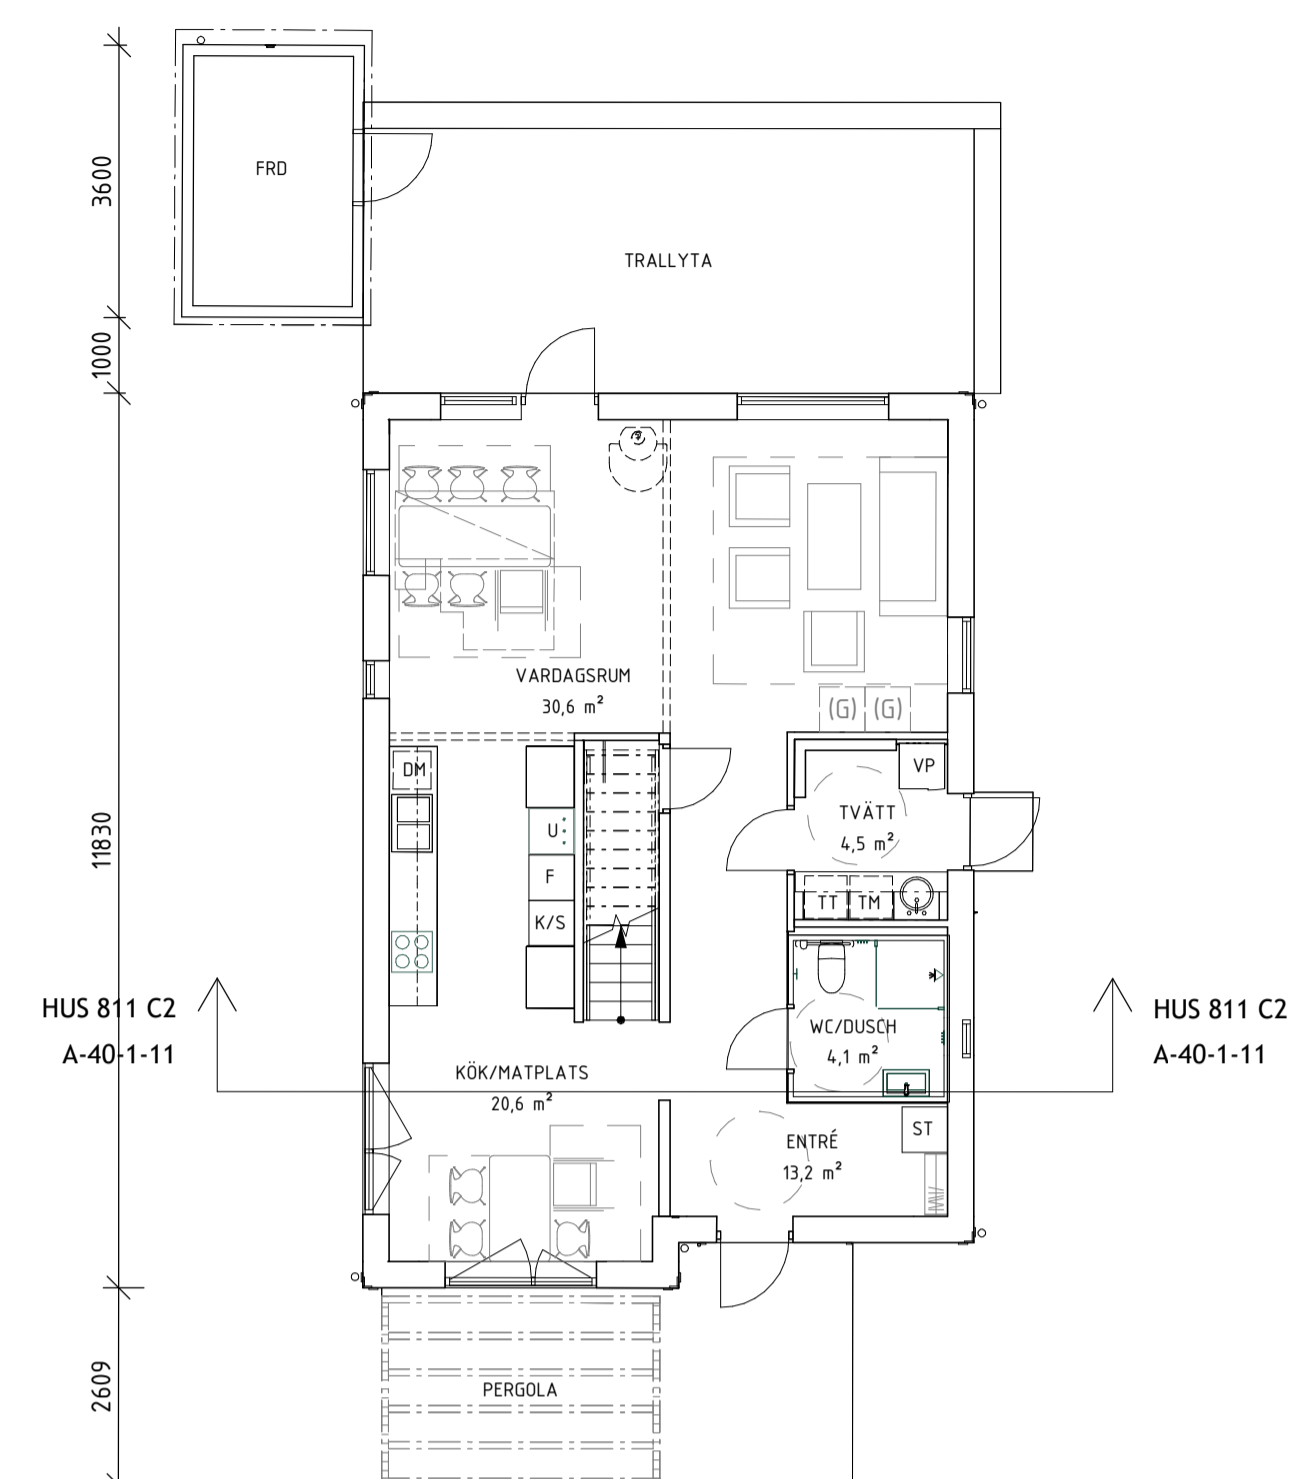 3600
FRD
TRALLYTA
1000
VARDAGSRUM
30,6 m²
(G) (G)
DM
VP
U
TVÄTT
4,5 m²
11830
F
TT TM
K/S
HUS 811 C2
A-40-1-11
HUS 811 C2
A-40-1-11
WC/DUSCH
4,1 m²
KÖK/MATPLATS
20,6 m²
ST
ENTRÉ
13,2 m²
2609
PERGOLA